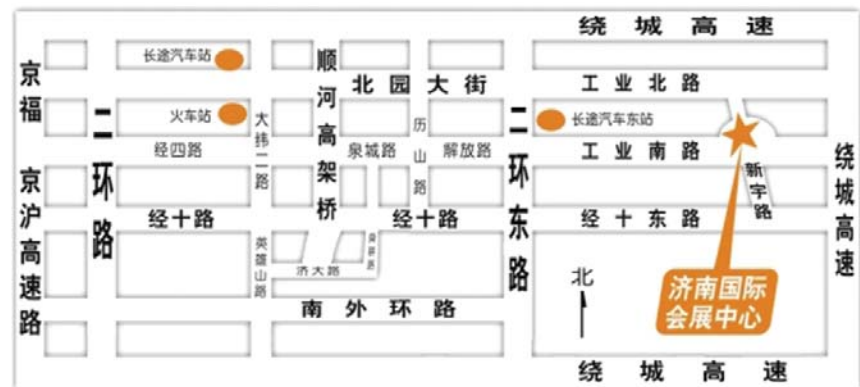 绕城高速
长途汽车站
京福
顺河高架桥
北园大街
工业北路
火车站
二环路
大纬二路
历山路
二环东路
长途汽车东站
经四路
泉城路
解放路
工业南路
绕城高速
新宇路
京沪高速路
经十路
经十路
经十东路
英雄山路
济大路
北
济南国际
会展中心
南外环路
绕城高速